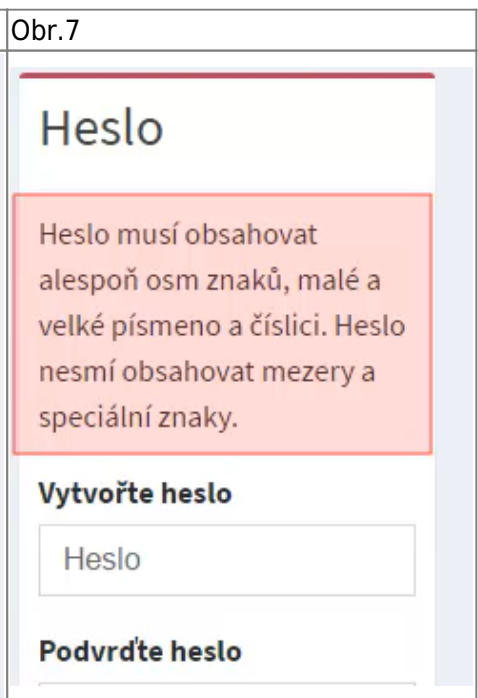 Obr.7
Heslo
Heslo musí obsahovat
alespoň osm znaků, malé a
velké písmeno a číslici. Heslo
nesmí obsahovat mezery a
speciální znaky.
Vytvořte heslo
Heslo
Podvrďte heslo